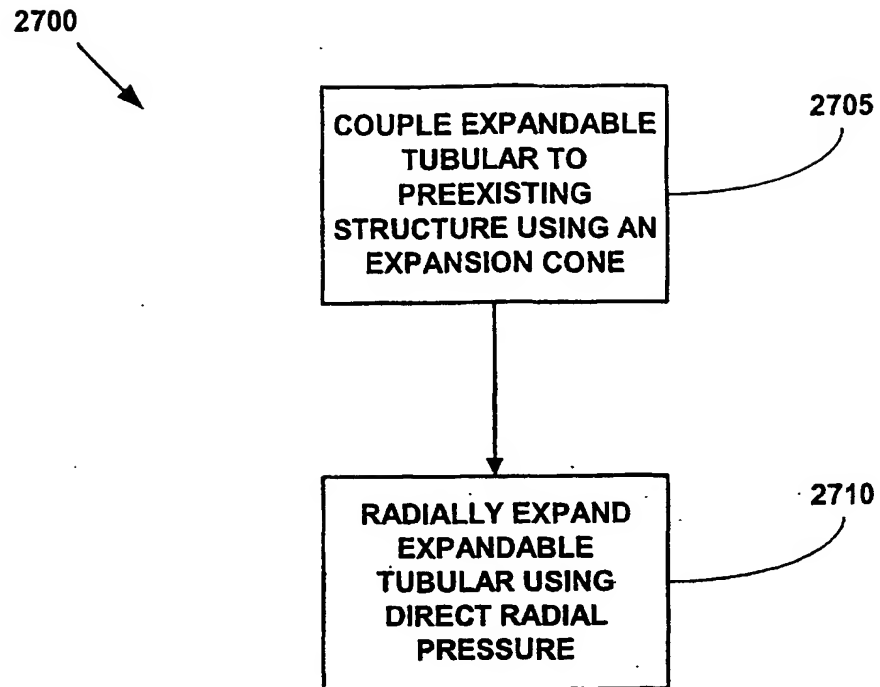 2700
2705
COUPLE EXPANDABLE
TUBULAR TO
PREEXISTING
STRUCTURE USING AN
EXPANSION CONE
2710
RADIALLY EXPAND
EXPANDABLE
TUBULAR USING
DIRECT RADIAL
PRESSURE